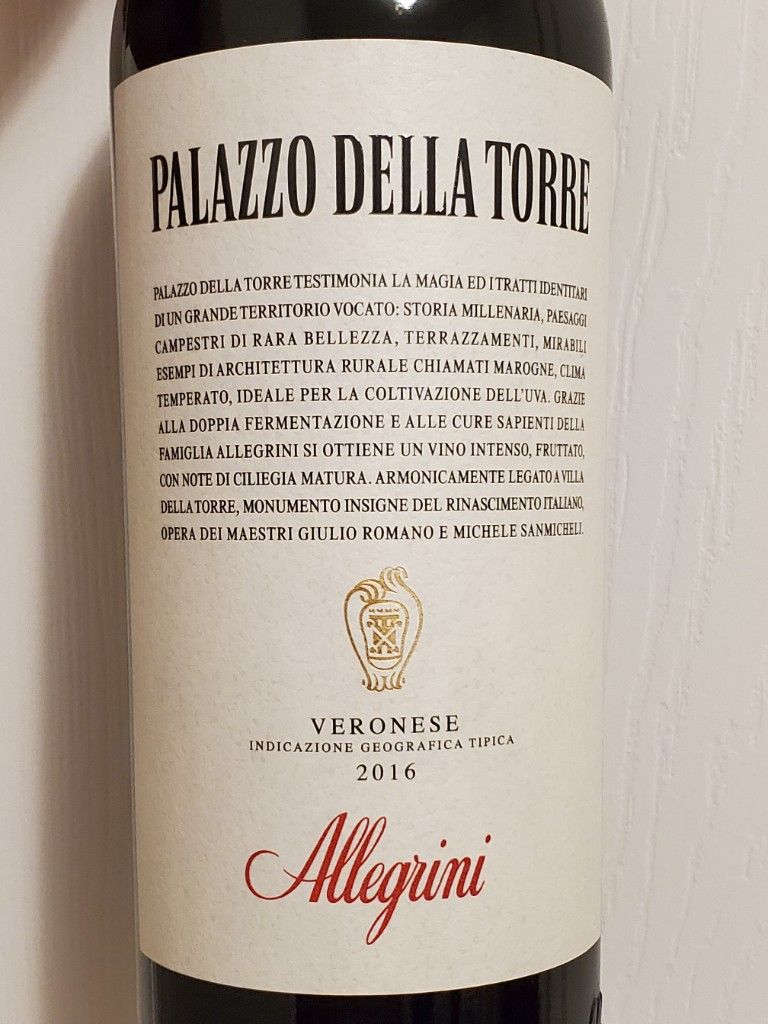 PALAZZO DELLA TORRE
PALAZZO DELLA TORRE TESTIMONIA LA MAGIA ED I TRATTI IDENTITARI
DI UN GRANDE TERRITORIO VOCATO: STORIA MILLENARIA, PAESAGGI
CAMPESTRI DI RARA BELLEZZA, TERRAZZAMENTI, MIRABILI
ESEMPI DI ARCHITETTURA RURALE CHIAMATI MAROGNE, CLIMA
TEMPERATO, IDEALE PER LA COLTIVAZIONE DELL'UVA. GRAZIE
ALLA DOPPIA FERMENTAZIONE E ALLE CURE SAPIENTI DELLA
FAMIGLIA ALLEGRINI SI OTTIENE UN VINO INTENSO, FRUTTATO,
CON NOTE DI CILIEGIA MATURA. ARMONICAMENTE LEGATO A VILLA
DELLA TORRE, MONUMENTO INSIGNE DEL RINASCIMENTO ITALIANO,
OPERA DEI MAESTRI GIULIO ROMANO E MICHELE SANMICHELI.
VERONESE
INDICAZIONE GEOGRAFICA TIPICA
2016
Allegrini